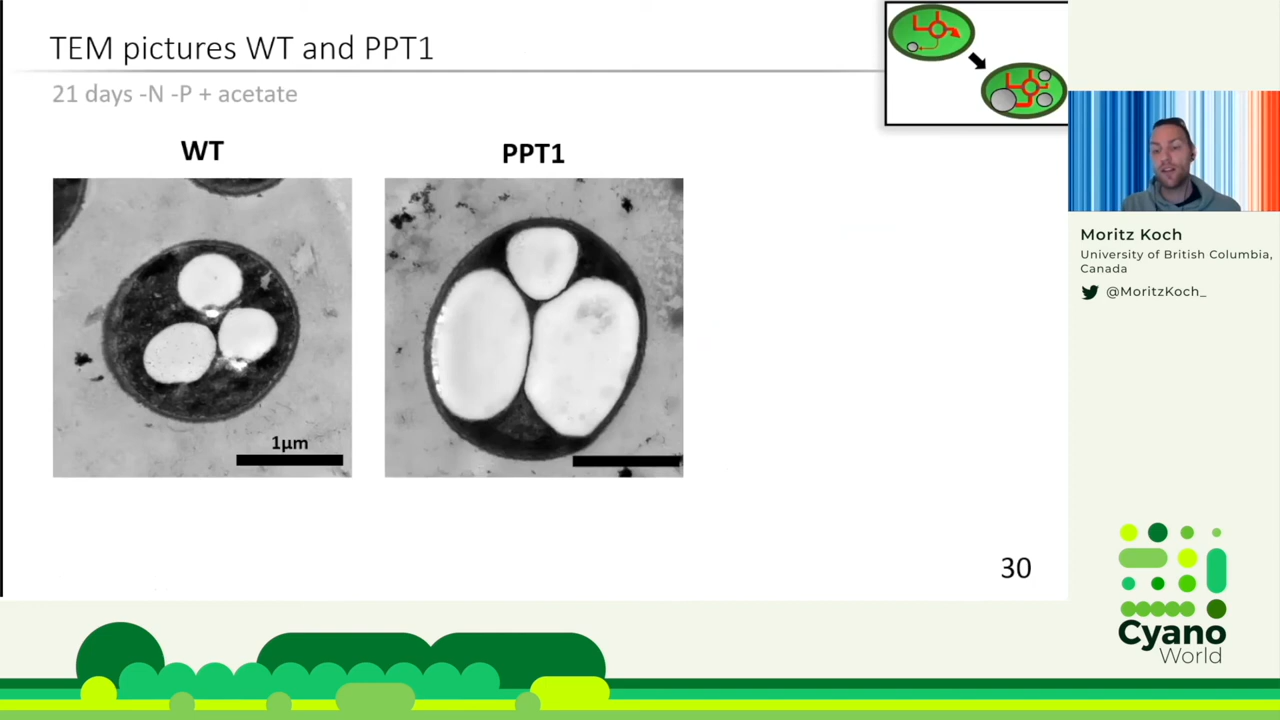 TEM pictures WT and PPT1
21 days -N -P + acetate
WT
PPT1
1µm
30
Moritz Koch
University of British Columbia,
Canada
@MoritzKoch_
Cyano
World